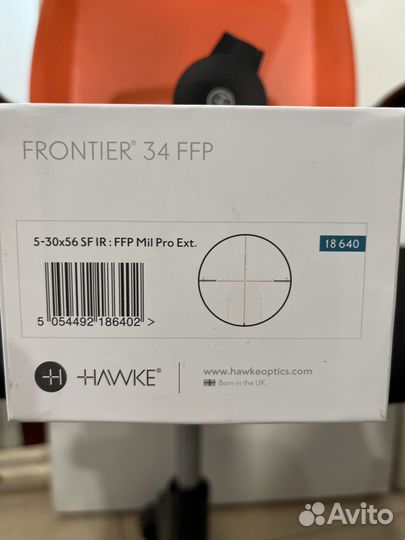 FRONTIER® 34 FFP
5-30x56 SF IR : FFP Mil Pro Ext.
18 640
5 054492 186402 >
HAWKE®
www.hawkeoptics.com
Born in the UK
Avito